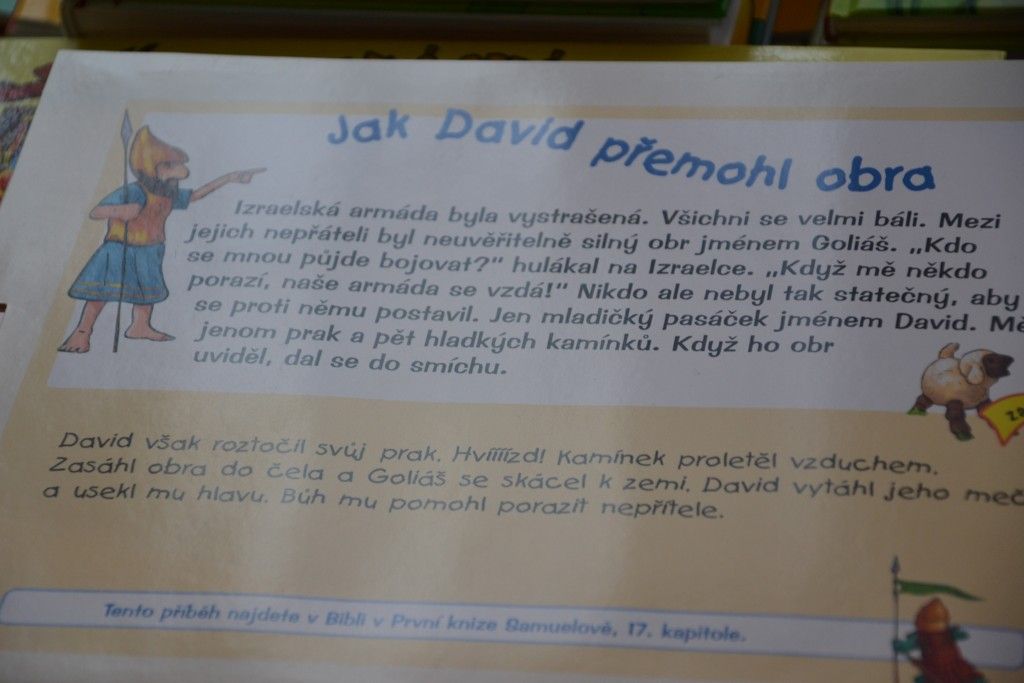 Jak David přemohl obra
Izraelská armáda byla vystrašená. Všichni se velmi báli. Mezi
jejich nepřáteli byl neuvěřitelně silný obr jménem Goliáš. „Kdo
se mnou půjde bojovat?“ hulákal na Izraelce. „Když mě někdo
porazí, naše armáda se vzdá!“ Nikdo ale nebyl tak statečný, aby
se proti němu postavil. Jen mladičký pasáček jménem David. Mě
jenom prak a pět hladkých kamínků. Když ho obr
uviděl, dal se do smíchu.
David však roztočil svůj prak. Hvíííízd! Kamínek proletěl vzduchem.
Zasáhl obra do čela a Goliáš se skácel k zemi. David vytáhl jeho meč
a usekl mu hlavu. Bůh mu pomohl porazit nepřítele.
Tento příběh najdete v Bibli v První knize Samuelově, 17. kapitole.